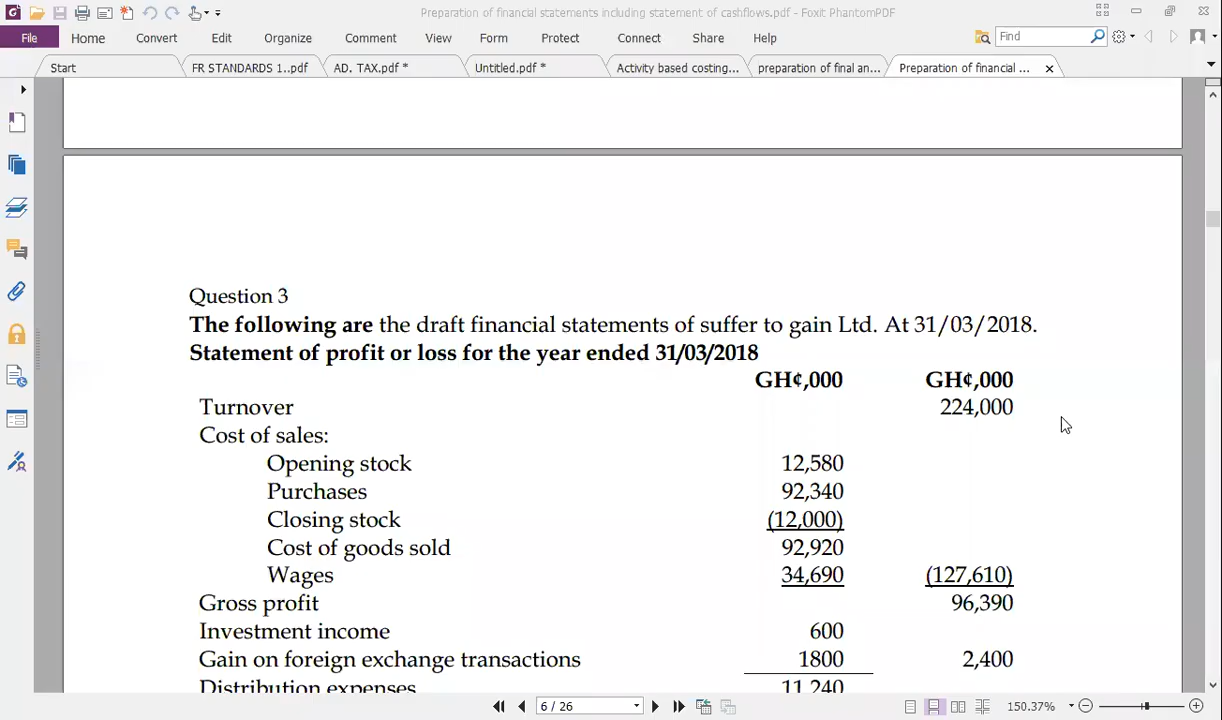 Preparation of financial statements including statement of cashflows.pdf - Foxit PhantomPDF
File Home Convert Edit Organize Comment View Form Protect Connect Share Help Find
Start FR STANDARDS 1..pdf AD. TAX.pdf * Untitled.pdf * Activity based costing... preparation of final an... Preparation of financial ...
Question 3
The following are the draft financial statements of suffer to gain Ltd. At 31/03/2018.
Statement of profit or loss for the year ended 31/03/2018
GH¢,000 GH¢,000
Turnover 224,000
Cost of sales:
Opening stock 12,580
Purchases 92,340
Closing stock (12,000)
Cost of goods sold 92,920
Wages 34,690 (127,610)
Gross profit 96,390
Investment income 600
Gain on foreign exchange transactions 1800 2,400
Distribution expenses 11,240
6 / 26 150.37%